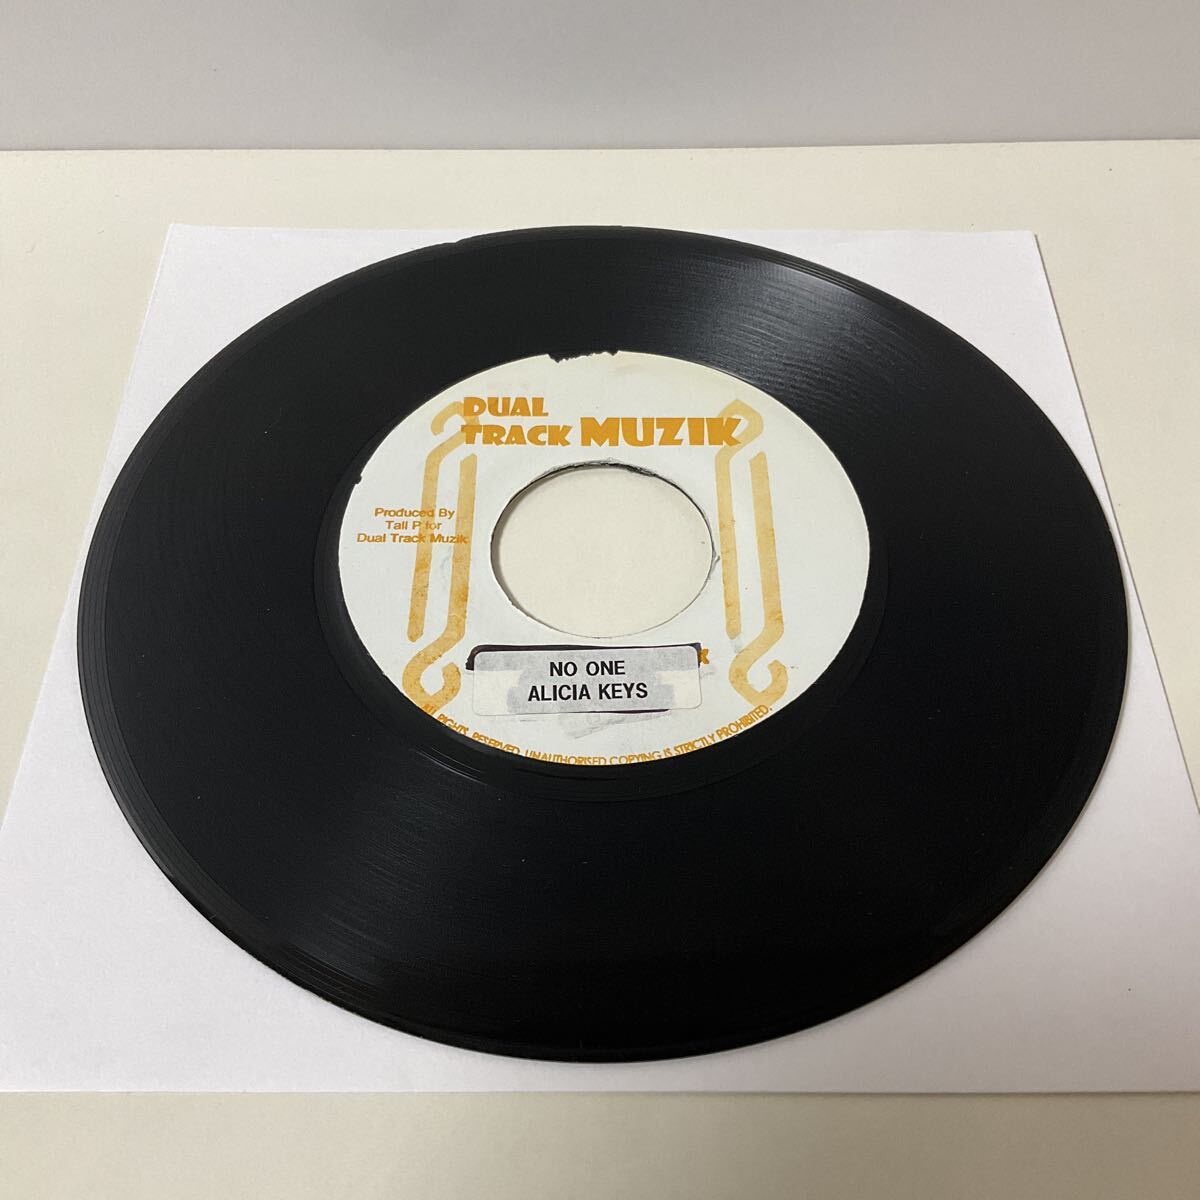 DUAL
TRACK MUZIK
Produced By
Tall P for
Dual Track Muzik
NO ONE
ALICIA KEYS
ALL RIGHTS RESERVED. UNAUTHORISED COPYING IS STRICTLY PROHIBITED.